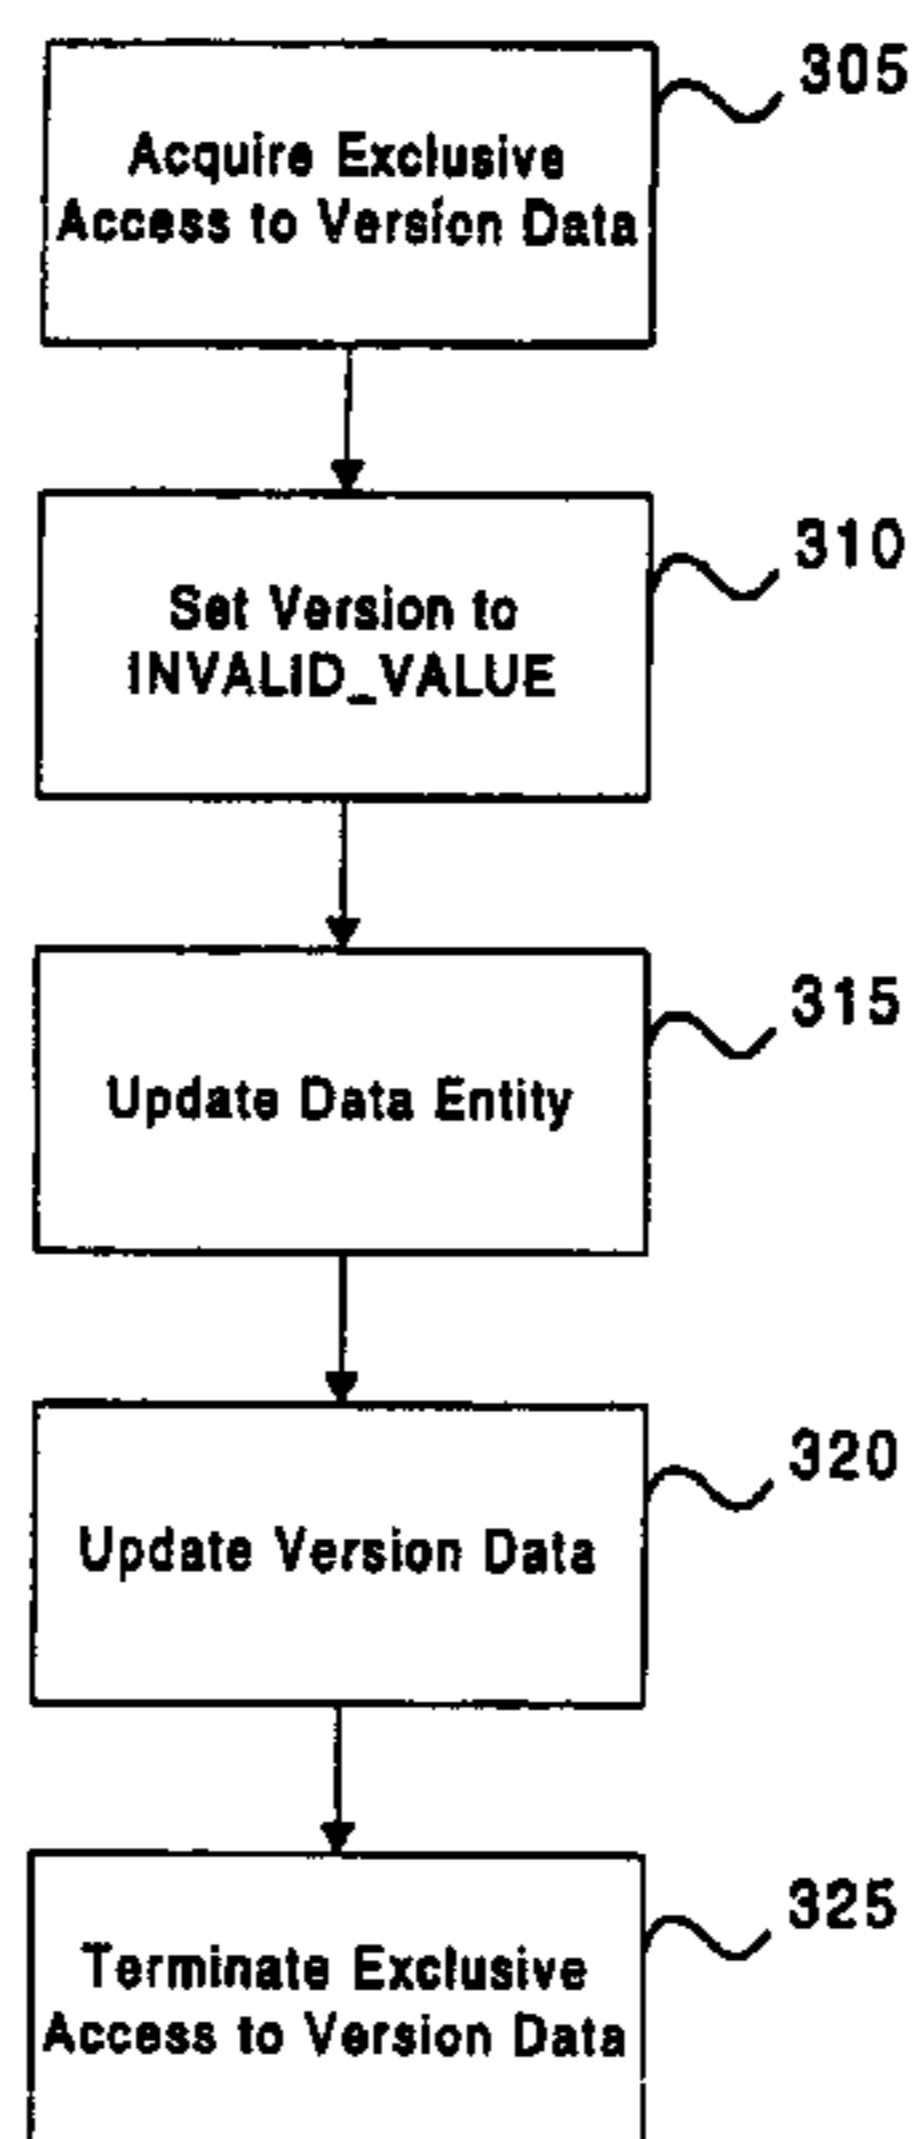 305
Acquire Exclusive
Access to Version Data
310
Set Version to
INVALID_VALUE
315
Update Data Entity
320
Update Version Data
325
Terminate Exclusive
Access to Version Data